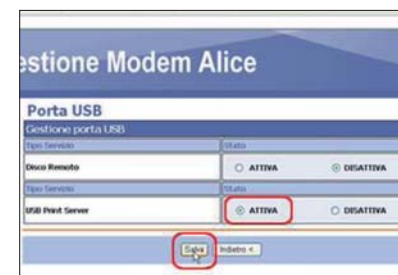 estione Modem Alice
Porta USB
Gestione porta USB
Tipo Servizio Stato
Disco Remoto ATTIVA DISATTIVA
Tipo Servizio Stato
USB Print Server ATTIVA DISATTIVA
Salva Indietro <